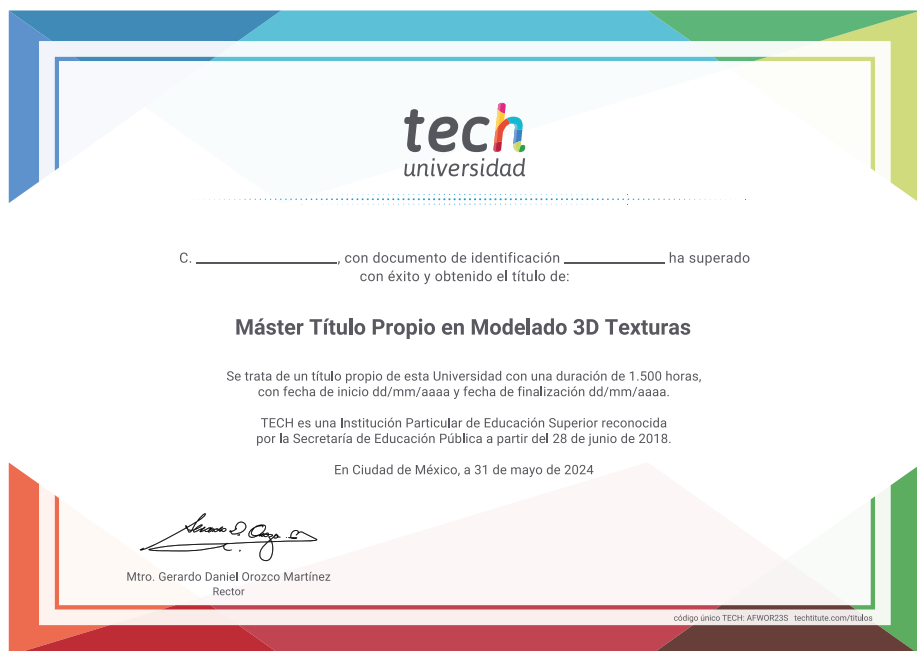 tech
universidad
C. ____________, con documento de identificación ____________ ha superado
con éxito y obtenido el título de:
Máster Título Propio en Modelado 3D Texturas
Se trata de un título propio de esta Universidad con una duración de 1.500 horas,
con fecha de inicio dd/mm/aaaa y fecha de finalización dd/mm/aaaa.
TECH es una Institución Particular de Educación Superior reconocida
por la Secretaría de Educación Pública a partir del 28 de junio de 2018.
En Ciudad de México, a 31 de mayo de 2024
Mtro. Gerardo Daniel Orozco Martínez
Rector
código único TECH: AFWOR23S techtitute.com/titulos